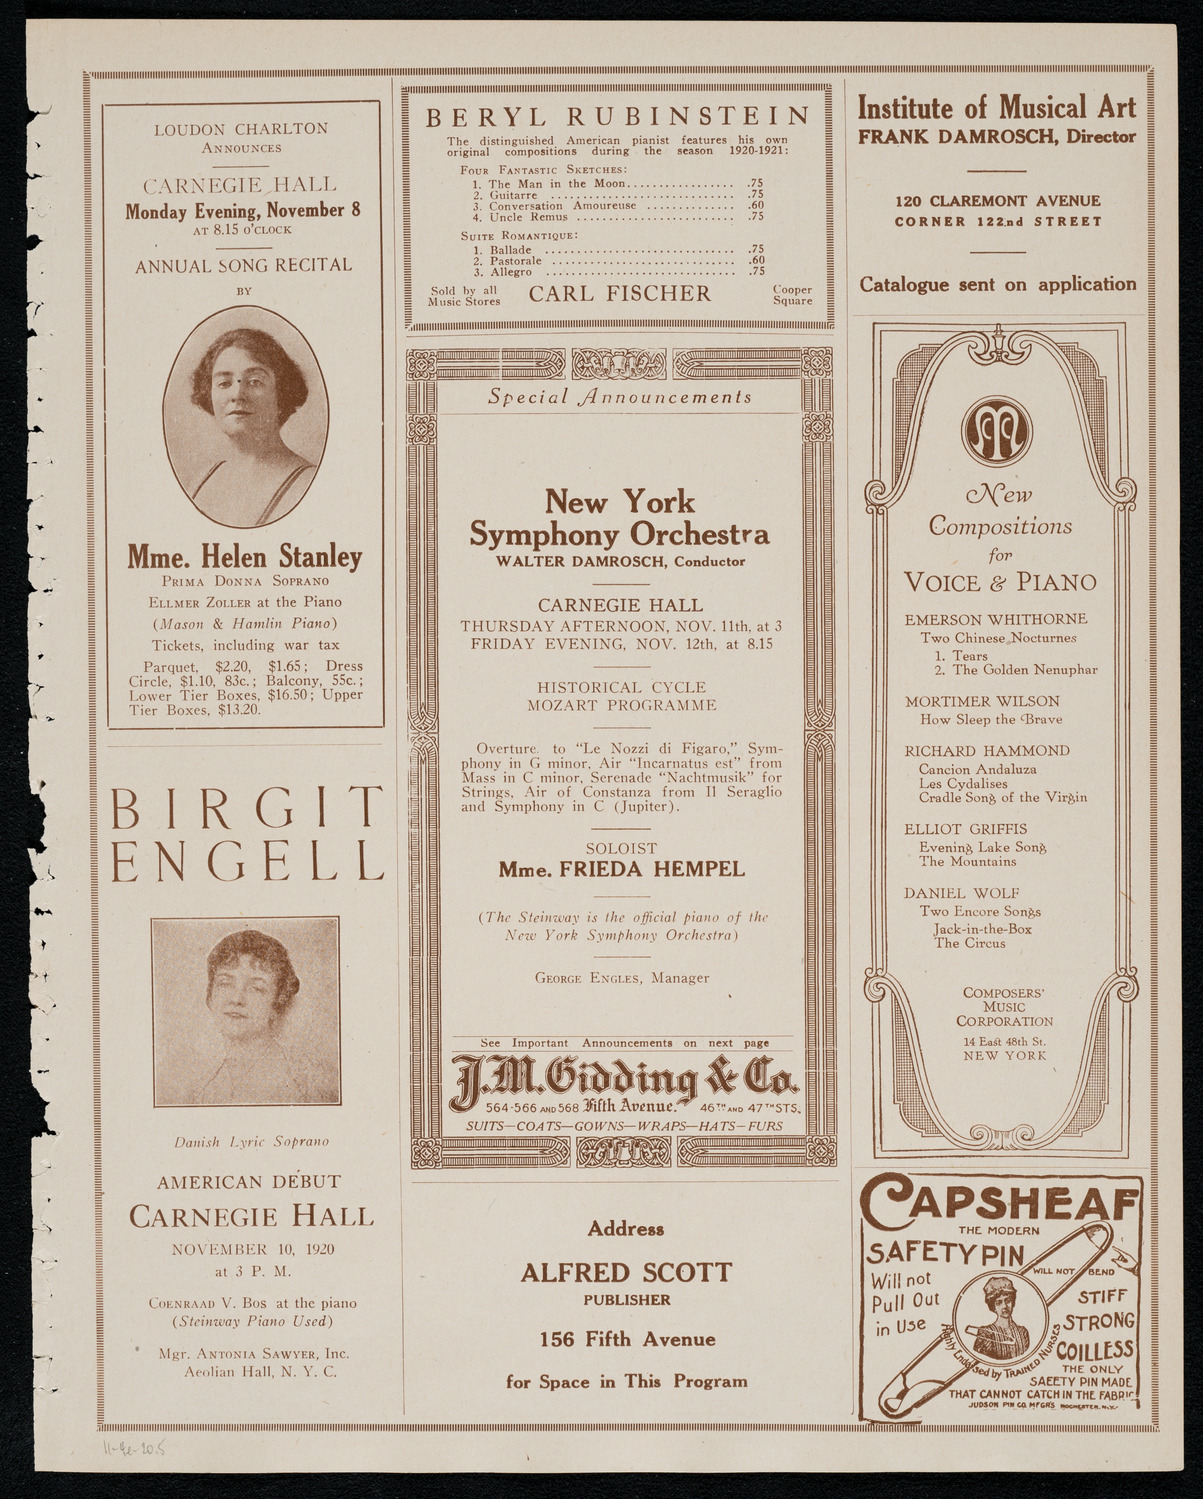 LOUDON CHARLTON
ANNOUNCES
CARNEGIE HALL
Monday Evening, November 8
AT 8.15 O'CLOCK
ANNUAL SONG RECITAL
BY
Mme. Helen Stanley
PRIMA DONNA SOPRANO
ELLMER ZOLLER at the Piano
(Mason & Hamlin Piano)
Tickets, including war tax
Parquet, $2.20, $1.65; Dress
Circle, $1.10, 83c.; Balcony, 55c.;
Lower Tier Boxes, $16.50; Upper
Tier Boxes, $13.20.
BIRGIT
ENGELL
Danish Lyric Soprano
AMERICAN DÉBUT
CARNEGIE HALL
NOVEMBER 10, 1920
at 3 P. M.
COENRAAD V. BOS at the piano
(Steinway Piano Used)
Mgr. ANTONIA SAWYER, Inc.
Aeolian Hall, N. Y. C.
BERYL RUBINSTEIN
The distinguished American pianist features his own
original compositions during the season 1920-1921:
FOUR FANTASTIC SKETCHES:
1. The Man in the Moon................. .75
2. Guitarre ............................ .75
3. Conversation Amoureuse .............. .60
4. Uncle Remus ......................... .75
SUITE ROMANTIQUE:
1. Ballade ............................. .75
2. Pastorale ........................... .60
3. Allegro ............................. .75
Sold by all
Music Stores
CARL FISCHER
Cooper
Square
Special Announcements
New York
Symphony Orchestra
WALTER DAMROSCH, Conductor
CARNEGIE HALL
THURSDAY AFTERNOON, NOV. 11th, at 3
FRIDAY EVENING, NOV. 12th, at 8.15
HISTORICAL CYCLE
MOZART PROGRAMME
Overture. to "Le Nozzi di Figaro," Sym-
phony in G minor, Air "Incarnatus est" from
Mass in C minor, Serenade "Nachtmusik" for
Strings, Air of Constanza from Il Seraglio
and Symphony in C (Jupiter).
SOLOIST
Mme. FRIEDA HEMPEL
(The Steinway is the official piano of the
New York Symphony Orchestra)
GEORGE ENGLES, Manager
See Important Announcements on next page
J.M. Gidding & Co.
564-566 AND 568 Fifth Avenue. 46TH AND 47TH STS.
SUITS—COATS—GOWNS—WRAPS—HATS—FURS
Address
ALFRED SCOTT
PUBLISHER
156 Fifth Avenue
for Space in This Program
Institute of Musical Art
FRANK DAMROSCH, Director
120 CLAREMONT AVENUE
CORNER 122nd STREET
Catalogue sent on application
New
Compositions
for
VOICE & PIANO
EMERSON WHITHORNE
Two Chinese Nocturnes
1. Tears
2. The Golden Nenuphar
MORTIMER WILSON
How Sleep the Brave
RICHARD HAMMOND
Cancion Andaluza
Les Cydalises
Cradle Song of the Virgin
ELLIOT GRIFFIS
Evening Lake Song
The Mountains
DANIEL WOLF
Two Encore Songs
Jack-in-the-Box
The Circus
COMPOSERS'
MUSIC
CORPORATION
14 East 48th St.
NEW YORK
CAPSHEAF
THE MODERN
SAFETY PIN
WILL NOT BEND
Will not
Pull Out
in Use
STIFF
STRONG
COILLESS
Highly Endorsed by TRAINED NURSES
THE ONLY
SAFETY PIN MADE
THAT CANNOT CATCH IN THE FABRIC
JUDSON PIN CO. MFGR'S ROCHESTER, N.Y.